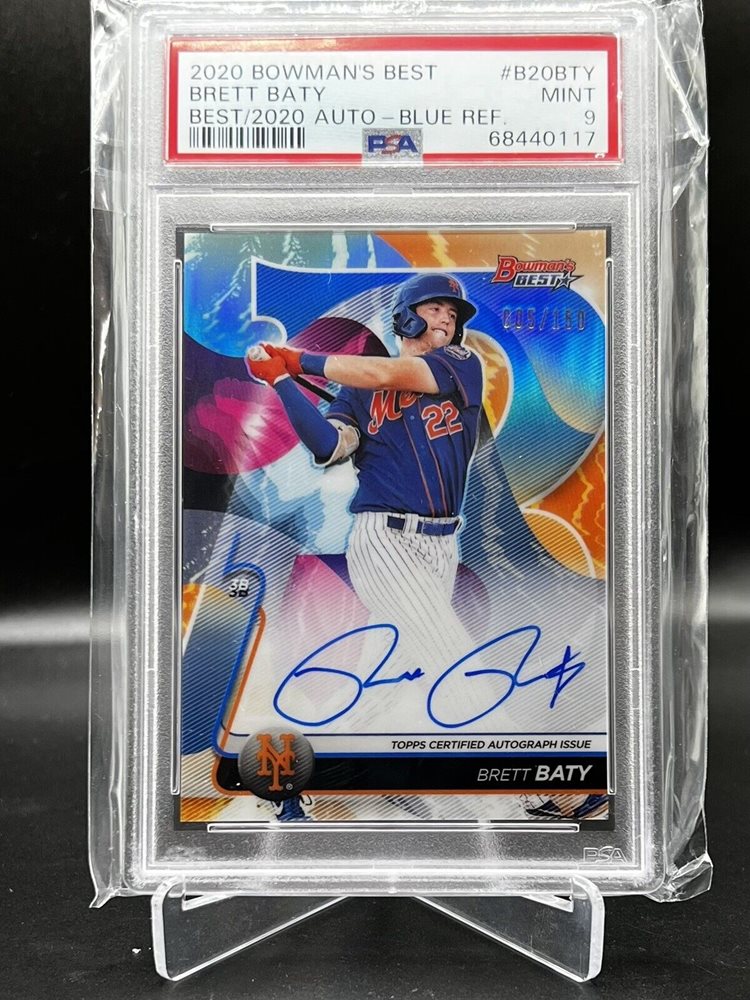 2020 BOWMAN'S BEST #B20BTY
BRETT BATY MINT
BEST/2020 AUTO-BLUE REF. 9
PSA 68440117
Bowman's
BEST
/150
Mets
22
3B
TOPPS CERTIFIED AUTOGRAPH ISSUE
NY
BRETT BATY
PSA